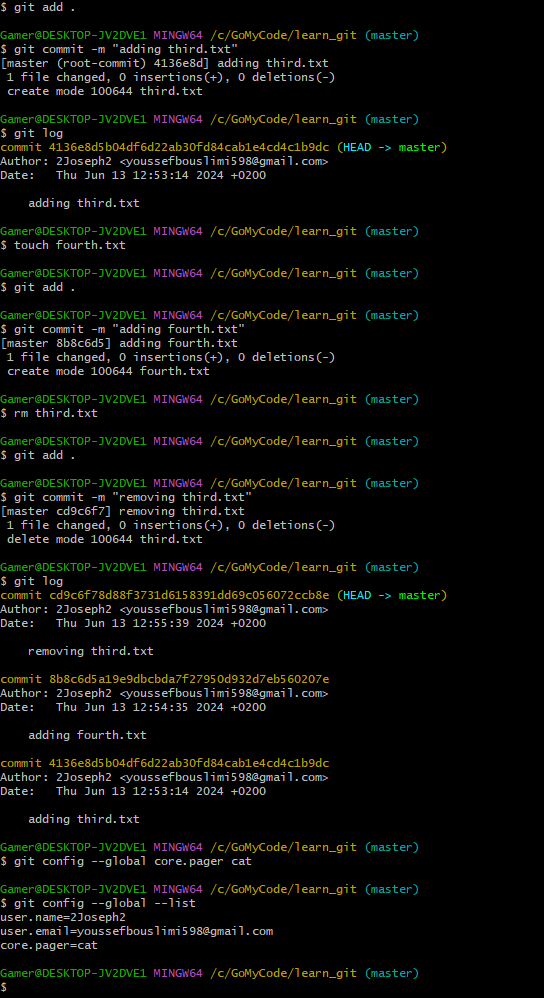 $ git add .
Gamer@DESKTOP-JV2DVE1 MINGW64 /c/GoMyCode/learn_git (master)
$ git commit -m "adding third.txt"
[master (root-commit) 4136e8d] adding third.txt
 1 file changed, 0 insertions(+), 0 deletions(-)
 create mode 100644 third.txt
Gamer@DESKTOP-JV2DVE1 MINGW64 /c/GoMyCode/learn_git (master)
$ git log
commit 4136e8d5b04df6d22ab30fd84cab1e4cd4c1b9dc (HEAD -> master)
Author: 2Joseph2 <youssefbouslimi598@gmail.com>
Date:   Thu Jun 13 12:53:14 2024 +0200
    adding third.txt
Gamer@DESKTOP-JV2DVE1 MINGW64 /c/GoMyCode/learn_git (master)
$ touch fourth.txt
Gamer@DESKTOP-JV2DVE1 MINGW64 /c/GoMyCode/learn_git (master)
$ git add .
Gamer@DESKTOP-JV2DVE1 MINGW64 /c/GoMyCode/learn_git (master)
$ git commit -m "adding fourth.txt"
[master 8b8c6d5] adding fourth.txt
 1 file changed, 0 insertions(+), 0 deletions(-)
 create mode 100644 fourth.txt
Gamer@DESKTOP-JV2DVE1 MINGW64 /c/GoMyCode/learn_git (master)
$ rm third.txt
Gamer@DESKTOP-JV2DVE1 MINGW64 /c/GoMyCode/learn_git (master)
$ git add .
Gamer@DESKTOP-JV2DVE1 MINGW64 /c/GoMyCode/learn_git (master)
$ git commit -m "removing third.txt"
[master cd9c6f7] removing third.txt
 1 file changed, 0 insertions(+), 0 deletions(-)
 delete mode 100644 third.txt
Gamer@DESKTOP-JV2DVE1 MINGW64 /c/GoMyCode/learn_git (master)
$ git log
commit cd9c6f78d88f3731d6158391dd69c056072ccb8e (HEAD -> master)
Author: 2Joseph2 <youssefbouslimi598@gmail.com>
Date:   Thu Jun 13 12:55:39 2024 +0200
    removing third.txt
commit 8b8c6d5a19e9dbcbda7f27950d932d7eb560207e
Author: 2Joseph2 <youssefbouslimi598@gmail.com>
Date:   Thu Jun 13 12:54:35 2024 +0200
    adding fourth.txt
commit 4136e8d5b04df6d22ab30fd84cab1e4cd4c1b9dc
Author: 2Joseph2 <youssefbouslimi598@gmail.com>
Date:   Thu Jun 13 12:53:14 2024 +0200
    adding third.txt
Gamer@DESKTOP-JV2DVE1 MINGW64 /c/GoMyCode/learn_git (master)
$ git config --global core.pager cat
Gamer@DESKTOP-JV2DVE1 MINGW64 /c/GoMyCode/learn_git (master)
$ git config --global --list
user.name=2Joseph2
user.email=youssefbouslimi598@gmail.com
core.pager=cat
Gamer@DESKTOP-JV2DVE1 MINGW64 /c/GoMyCode/learn_git (master)
$